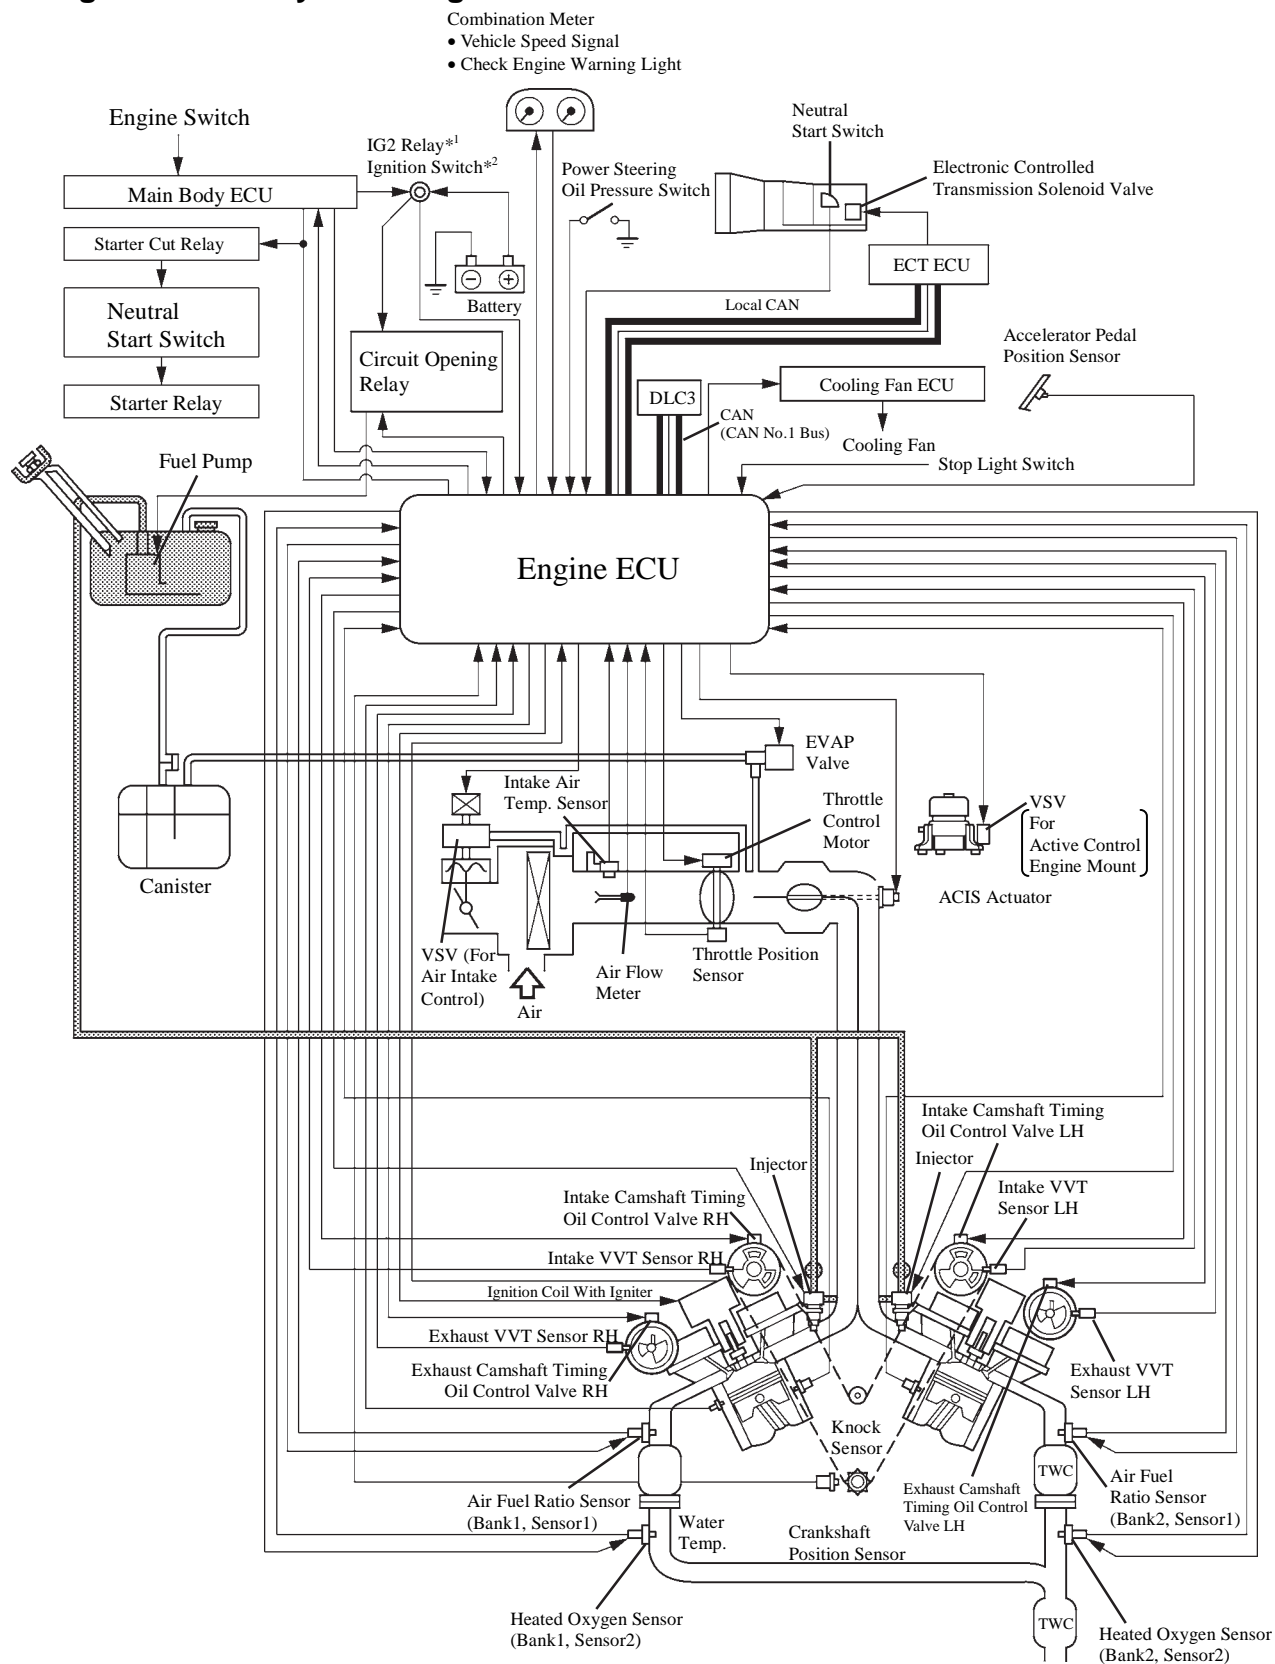 Combination Meter
• Vehicle Speed Signal
• Check Engine Warning Light
Engine Switch
Main Body ECU
Starter Cut Relay
Neutral
Start Switch
Starter Relay
IG2 Relay*1
Ignition Switch*2
Battery
Circuit Opening
Relay
Power Steering
Oil Pressure Switch
Neutral
Start Switch
Electronic Controlled
Transmission Solenoid Valve
ECT ECU
Local CAN
Accelerator Pedal
Position Sensor
DLC3
CAN
(CAN No.1 Bus)
Cooling Fan ECU
Cooling Fan
Stop Light Switch
Fuel Pump
Engine ECU
Canister
EVAP
Valve
Intake Air
Temp. Sensor
Throttle
Control
Motor
VSV
For
Active Control
Engine Mount
ACIS Actuator
VSV (For
Air Intake
Control)
Air
Air Flow
Meter
Throttle Position
Sensor
Intake Camshaft Timing
Oil Control Valve LH
Injector
Injector
Intake VVT
Sensor LH
Intake Camshaft Timing
Oil Control Valve RH
Intake VVT Sensor RH
Ignition Coil With Igniter
Exhaust VVT Sensor RH
Exhaust Camshaft Timing
Oil Control Valve RH
Exhaust VVT
Sensor LH
Knock
Sensor
Exhaust Camshaft
Timing Oil Control
Valve LH
TWC
Air Fuel
Ratio Sensor
(Bank2, Sensor1)
Air Fuel Ratio Sensor
(Bank1, Sensor1)
Water
Temp.
Crankshaft
Position Sensor
Heated Oxygen Sensor
(Bank1, Sensor2)
TWC
Heated Oxygen Sensor
(Bank2, Sensor2)